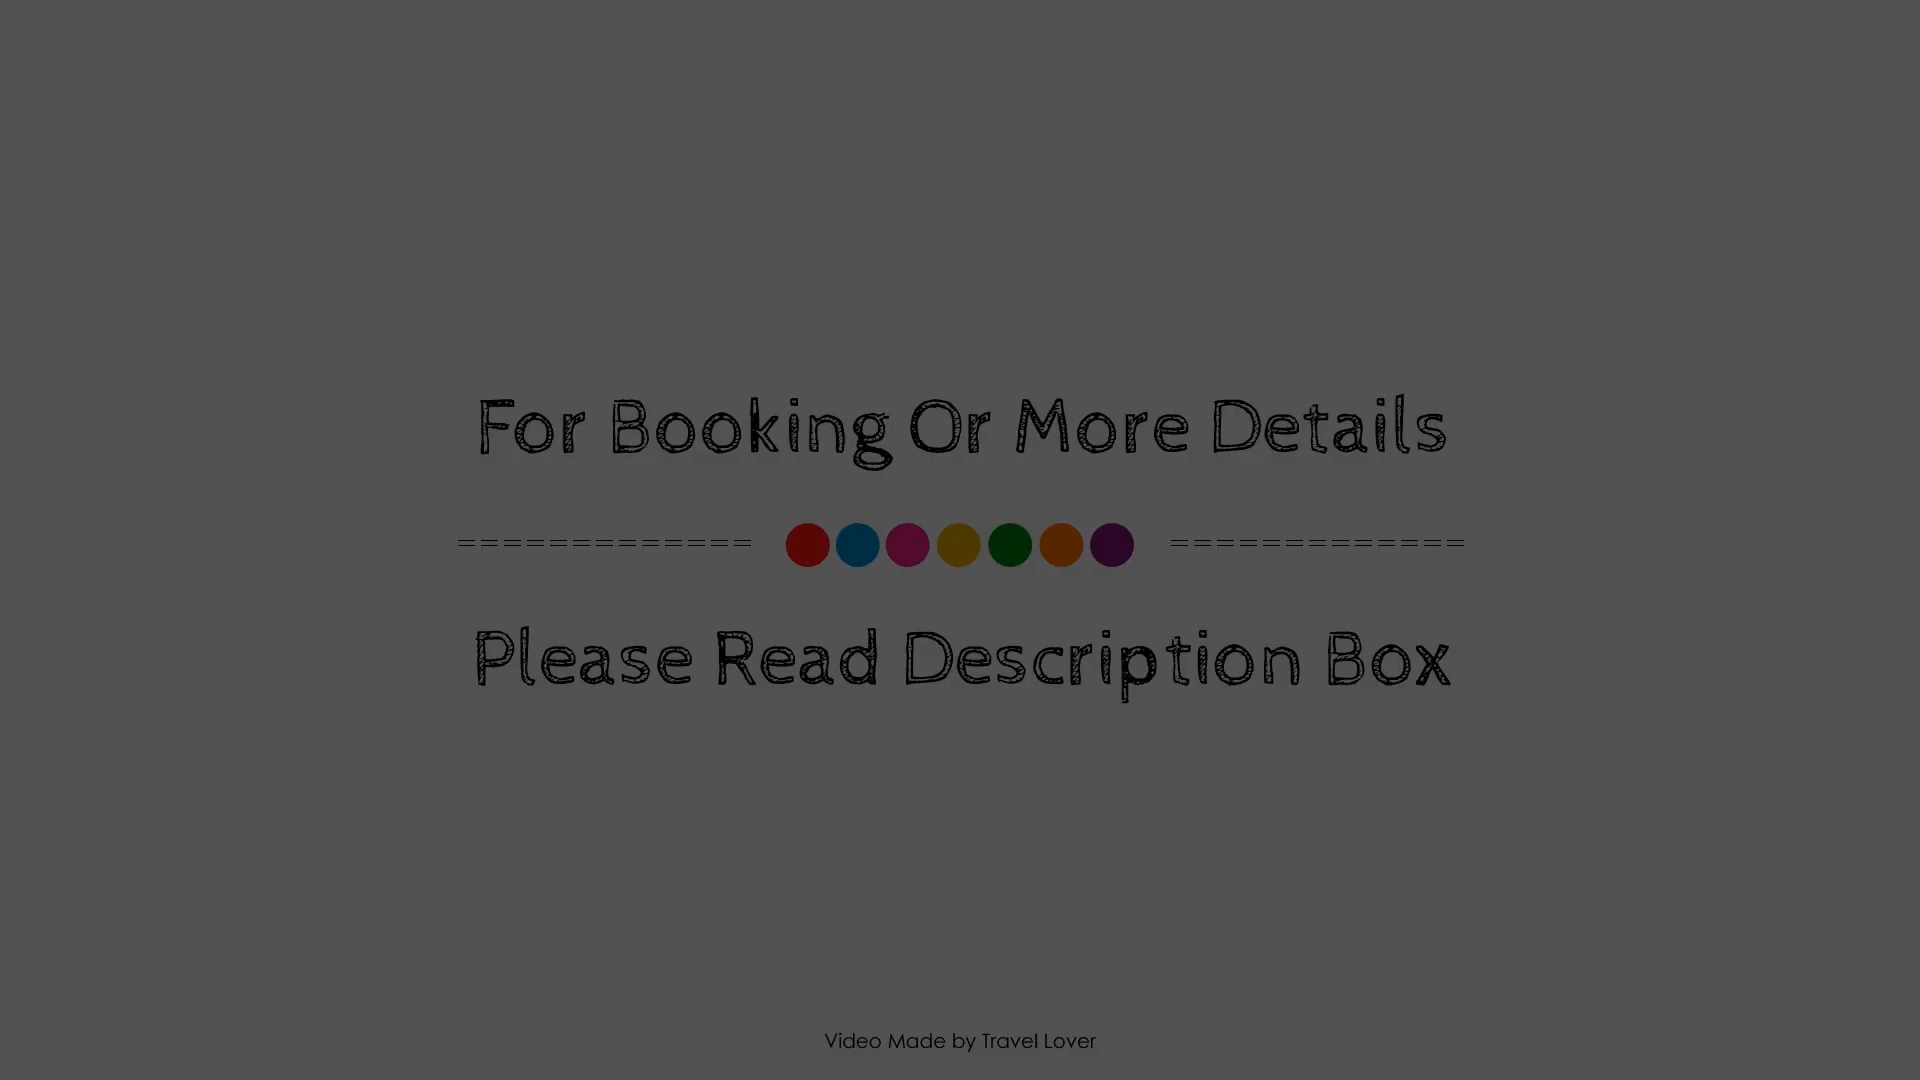 For Booking Or More Details
============= =============
Please Read Description Box
Video Made by Travel Lover